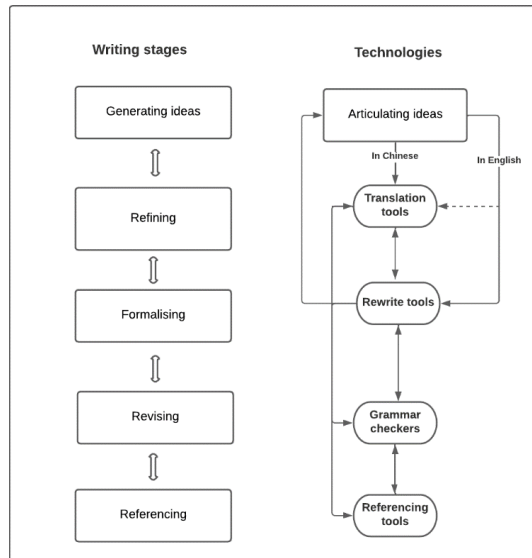 Writing stages
Technologies
Generating ideas
Articulating ideas
In Chinese
In English
Refining
Translation
tools
Formalising
Rewrite tools
Revising
Grammar
checkers
Referencing
Referencing
tools